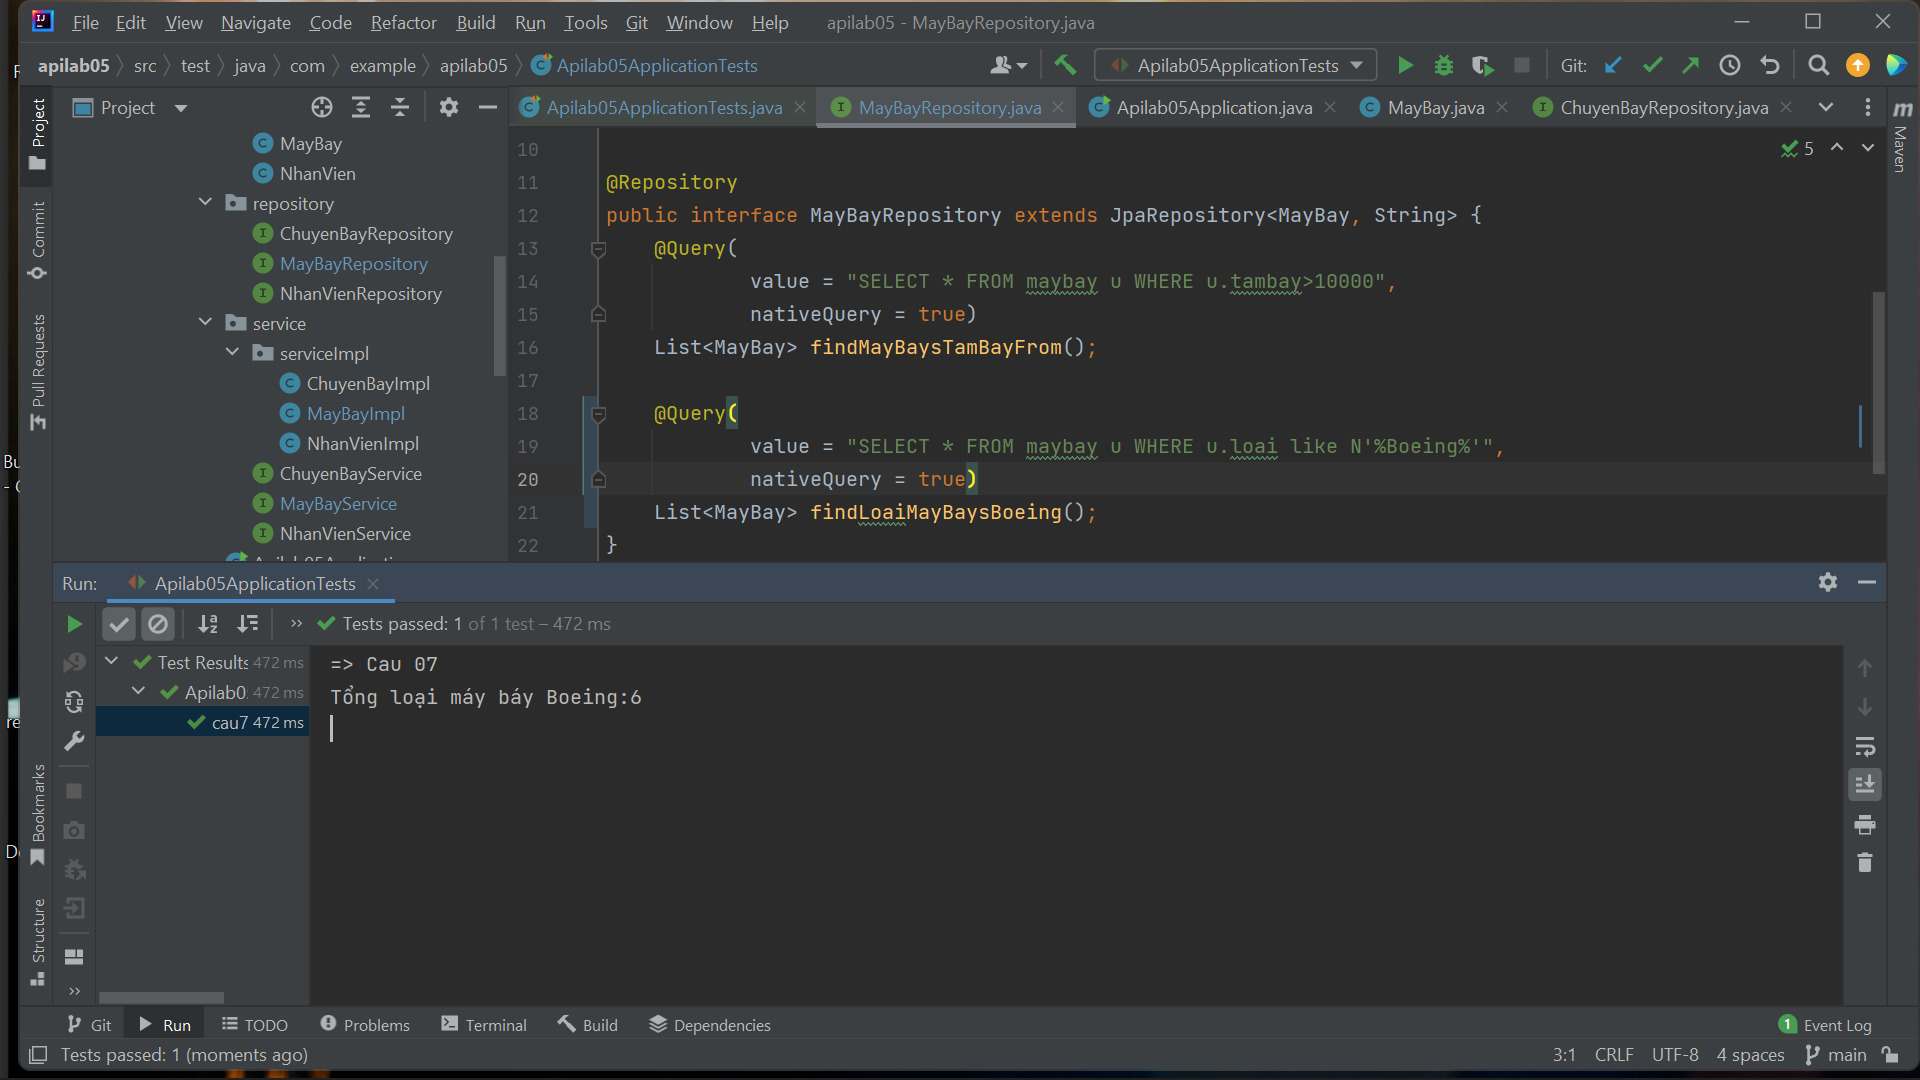 File Edit View Navigate Code Refactor Build Run Tools Git Window Help apilab05 - MayBayRepository.java
apilab05 src test java com example apilab05 Apilab05ApplicationTests Apilab05ApplicationTests Git:
Project
Project
Commit
Pull Requests
Bookmarks
Structure
Maven
Apilab05ApplicationTests.java MayBayRepository.java Apilab05Application.java MayBay.java ChuyenBayRepository.java
MayBay
NhanVien
repository
ChuyenBayRepository
MayBayRepository
NhanVienRepository
service
serviceImpl
ChuyenBayImpl
MayBayImpl
NhanVienImpl
ChuyenBayService
MayBayService
NhanVienService
5
10
11 @Repository
12 public interface MayBayRepository extends JpaRepository<MayBay, String> {
13 @Query(
14 value = "SELECT * FROM maybay u WHERE u.tambay>10000",
15 nativeQuery = true)
16 List<MayBay> findMayBaysTamBayFrom();
17
18 @Query(
19 value = "SELECT * FROM maybay u WHERE u.loai like N'%Boeing%'",
20 nativeQuery = true)
21 List<MayBay> findLoaiMayBaysBoeing();
22 }
Run: Apilab05ApplicationTests
Tests passed: 1 of 1 test – 472 ms
Test Results 472 ms
Apilab0 472 ms
cau7 472 ms
=> Cau 07
Tổng loại máy báy Boeing:6
Git Run TODO Problems Terminal Build Dependencies 1 Event Log
Tests passed: 1 (moments ago) 3:1 CRLF UTF-8 4 spaces main